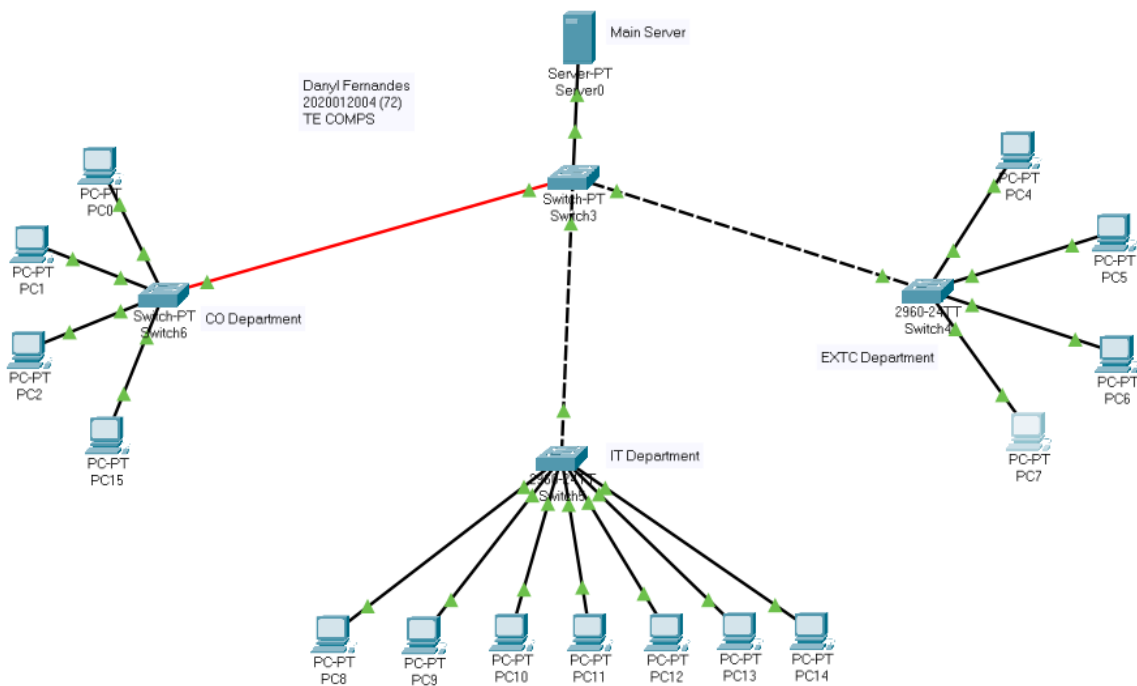 Main Server
Server-PT
Server0
Danyl Fernandes
2020012004 (72)
TE COMPS
Switch-PT
Switch3
PC-PT
PC0
PC-PT
PC1
PC-PT
PC2
PC-PT
PC15
Switch-PT
Switch6
CO Department
PC-PT
PC4
PC-PT
PC5
PC-PT
PC6
PC-PT
PC7
2960-24TT
Switch4
EXTC Department
IT Department
2960-24TT
Switch5
PC-PT
PC8
PC-PT
PC9
PC-PT
PC10
PC-PT
PC11
PC-PT
PC12
PC-PT
PC13
PC-PT
PC14